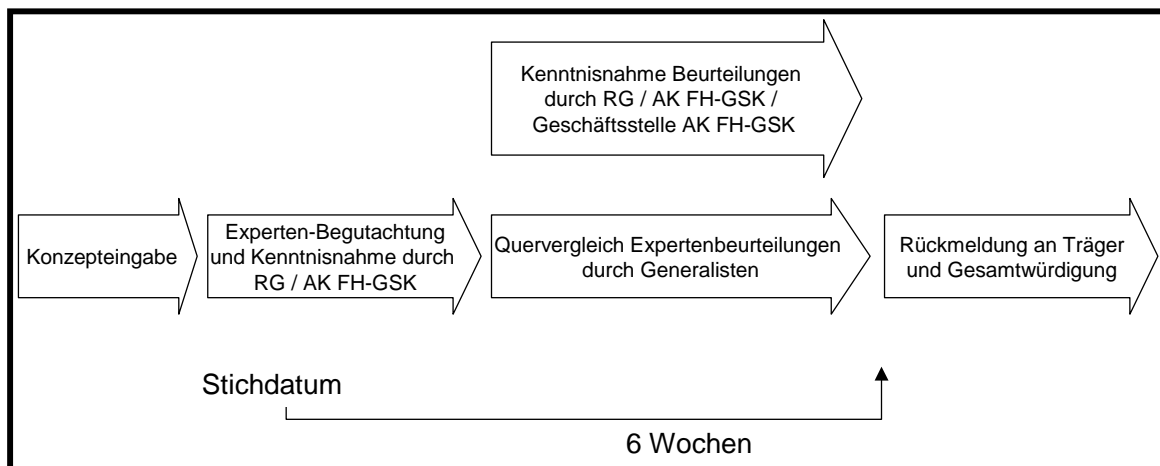 Kenntnisnahme Beurteilungen
durch RG / AK FH-GSK /
Geschäftsstelle AK FH-GSK
Konzepteingabe
Experten-Begutachtung
und Kenntnisnahme durch
RG / AK FH-GSK
Quervergleich Expertenbeurteilungen
durch Generalisten
Rückmeldung an Träger
und Gesamtwürdigung
Stichdatum
6 Wochen